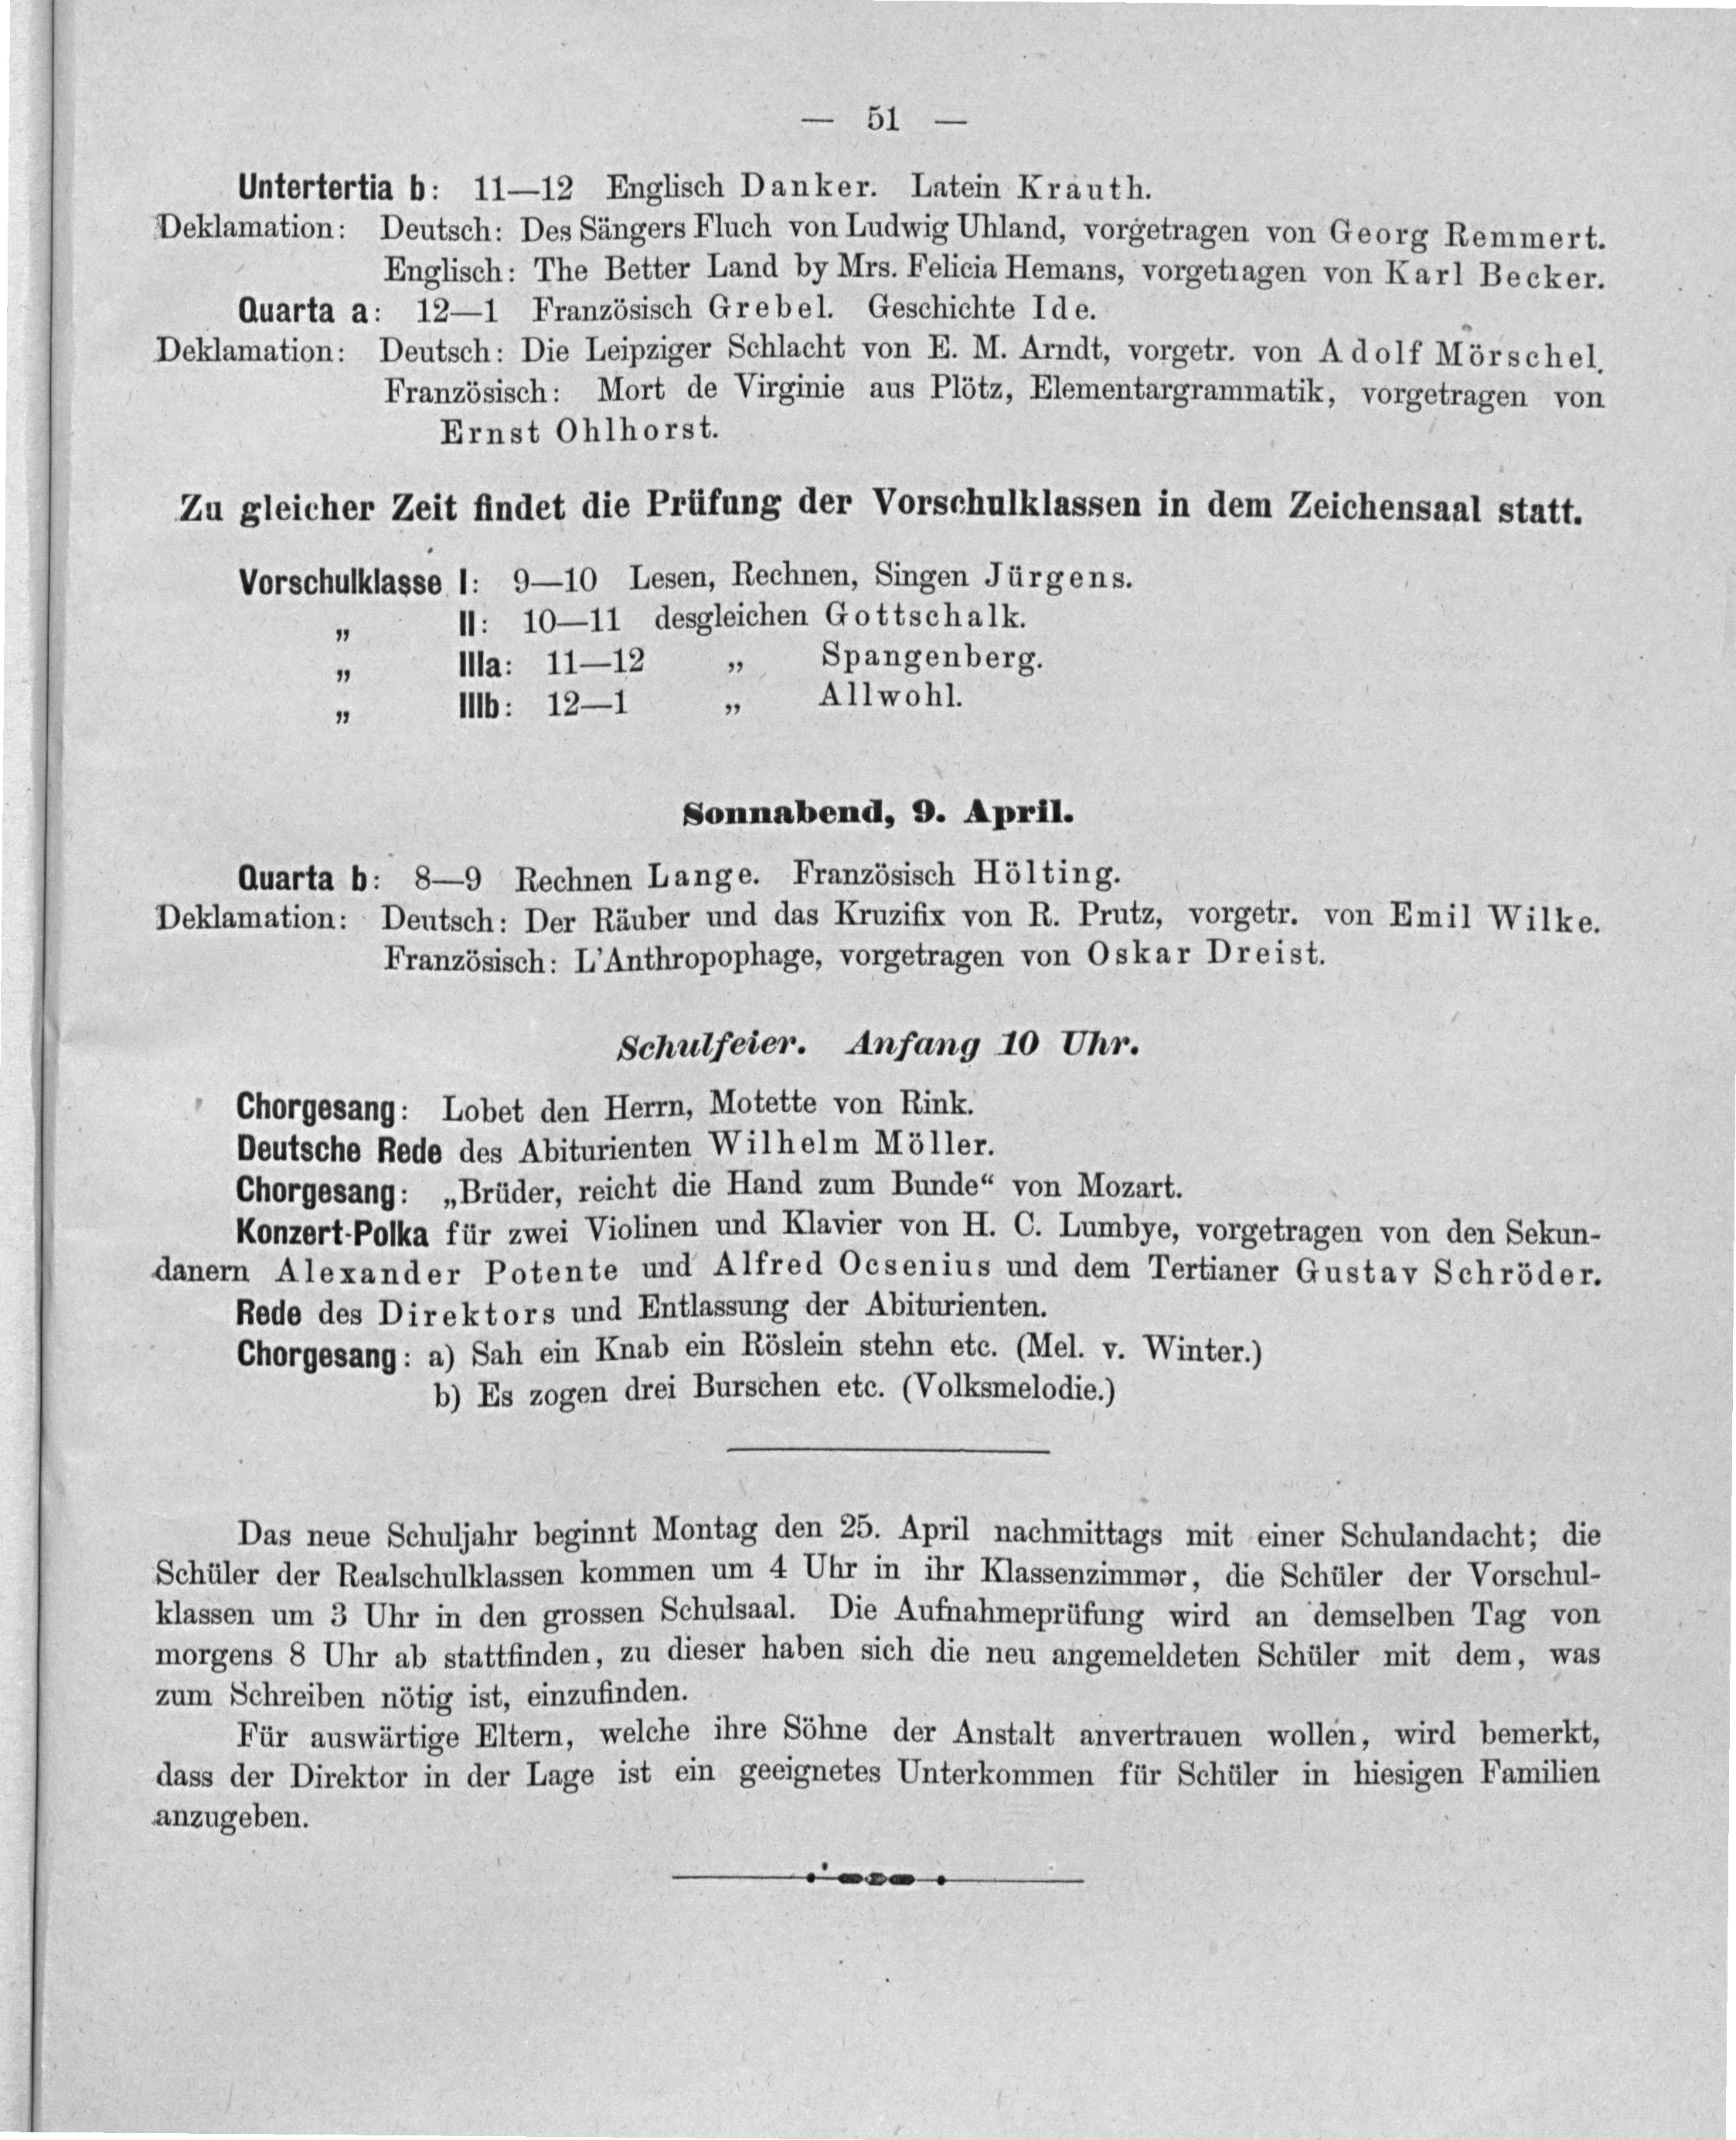 — 51 —
Untertertia b: 11—12 Englisch Danker. Latein Krauth.
Deklamation: Deutsch: Des Sängers Fluch von Ludwig Uhland, vorgetragen von Georg Remmert.
Englisch: The Better Land by Mrs. Felicia Hemans, vorgetragen von Karl Becker.
Quarta a: 12—1 Französisch Grebel. Geschichte Ide.
Deklamation: Deutsch: Die Leipziger Schlacht von E. M. Arndt, vorgetr. von Adolf Mörschel.
Französisch: Mort de Virginie aus Plötz, Elementargrammatik, vorgetragen von
Ernst Ohlhorst.
Zu gleicher Zeit findet die Prüfung der Vorschulklassen in dem Zeichensaal statt.
Vorschulklasse I: 9—10 Lesen, Rechnen, Singen Jürgens.
„ II: 10—11 desgleichen Gottschalk.
„ IIIa: 11—12 „ Spangenberg.
„ IIIb: 12—1 „ Allwohl.
Sonnabend, 9. April.
Quarta b: 8—9 Rechnen Lange. Französisch Hölting.
Deklamation: Deutsch: Der Räuber und das Kruzifix von R. Prutz, vorgetr. von Emil Wilke.
Französisch: L'Anthropophage, vorgetragen von Oskar Dreist.
Schulfeier. Anfang 10 Uhr.
Chorgesang: Lobet den Herrn, Motette von Rink.
Deutsche Rede des Abiturienten Wilhelm Möller.
Chorgesang: „Brüder, reicht die Hand zum Bunde“ von Mozart.
Konzert-Polka für zwei Violinen und Klavier von H. C. Lumbye, vorgetragen von den Sekun-
danern Alexander Potente und Alfred Ocsenius und dem Tertianer Gustav Schröder.
Rede des Direktors und Entlassung der Abiturienten.
Chorgesang: a) Sah ein Knab ein Röslein stehn etc. (Mel. v. Winter.)
b) Es zogen drei Burschen etc. (Volksmelodie.)
Das neue Schuljahr beginnt Montag den 25. April nachmittags mit einer Schulandacht; die
Schüler der Realschulklassen kommen um 4 Uhr in ihr Klassenzimmer, die Schüler der Vorschul-
klassen um 3 Uhr in den grossen Schulsaal. Die Aufnahmeprüfung wird an demselben Tag von
morgens 8 Uhr ab stattfinden, zu dieser haben sich die neu angemeldeten Schüler mit dem, was
zum Schreiben nötig ist, einzufinden.
Für auswärtige Eltern, welche ihre Söhne der Anstalt anvertrauen wollen, wird bemerkt,
dass der Direktor in der Lage ist ein geeignetes Unterkommen für Schüler in hiesigen Familien
anzugeben.